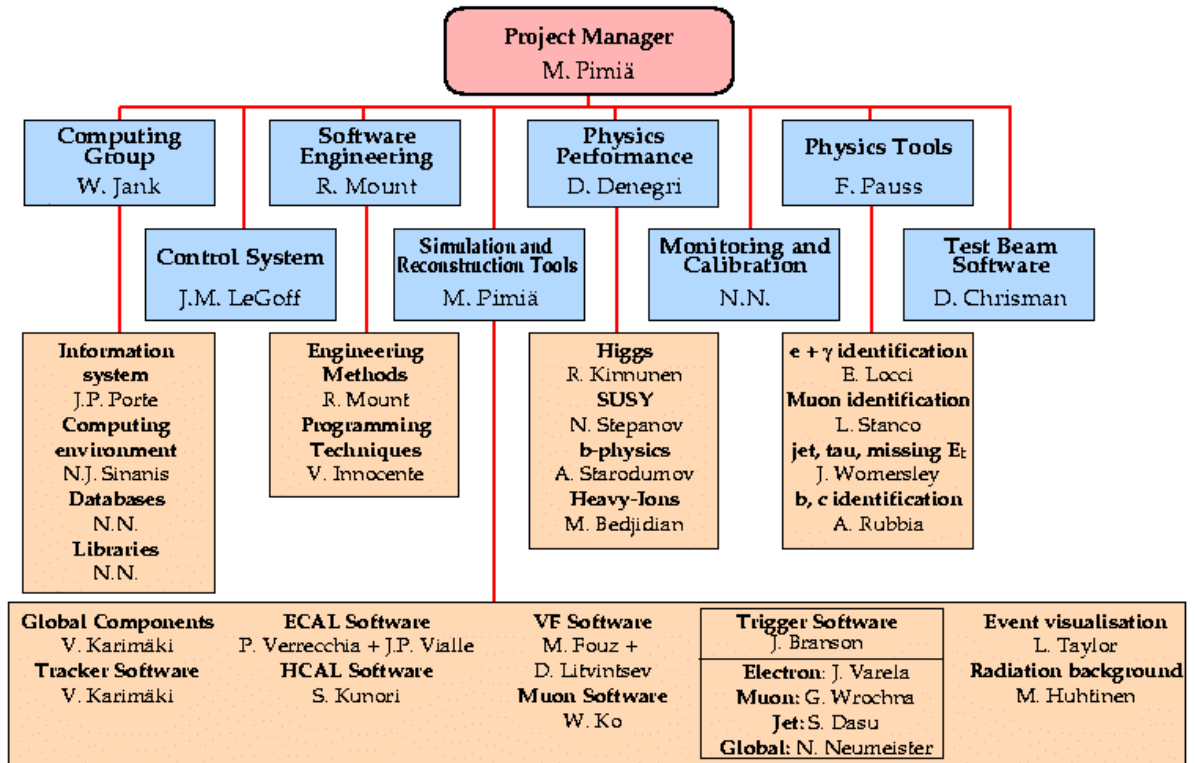 Project Manager
M. Pimiä
Computing
Group
W. Jank
Software
Engineering
R. Mount
Physics
Performance
D. Denegri
Physics Tools
F. Pauss
Control System
J.M. LeGoff
Simulation and
Reconstruction Tools
M. Pimiä
Monitoring and
Calibration
N.N.
Test Beam
Software
D. Chrisman
Information
system
J.P. Porte
Computing
environment
N.J. Sinanis
Databases
N.N.
Libraries
N.N.
Engineering
Methods
R. Mount
Programming
Techniques
V. Innocente
Higgs
R. Kinnunen
SUSY
N. Stepanov
b-physics
A. Starodumov
Heavy-Ions
M. Bedjidian
e + γ identification
E. Locci
Muon identification
L. Stanco
jet, tau, missing Et
J. Womersley
b, c identification
A. Rubbia
Global Components
V. Karimäki
Tracker Software
V. Karimäki
ECAL Software
P. Verrecchia + J.P. Vialle
HCAL Software
S. Kunori
VF Software
M. Fouz +
D. Litvintsev
Muon Software
W. Ko
Trigger Software
J. Branson
Electron: J. Varela
Muon: G. Wrochna
Jet: S. Dasu
Global: N. Neumeister
Event visualisation
L. Taylor
Radiation background
M. Huhtinen